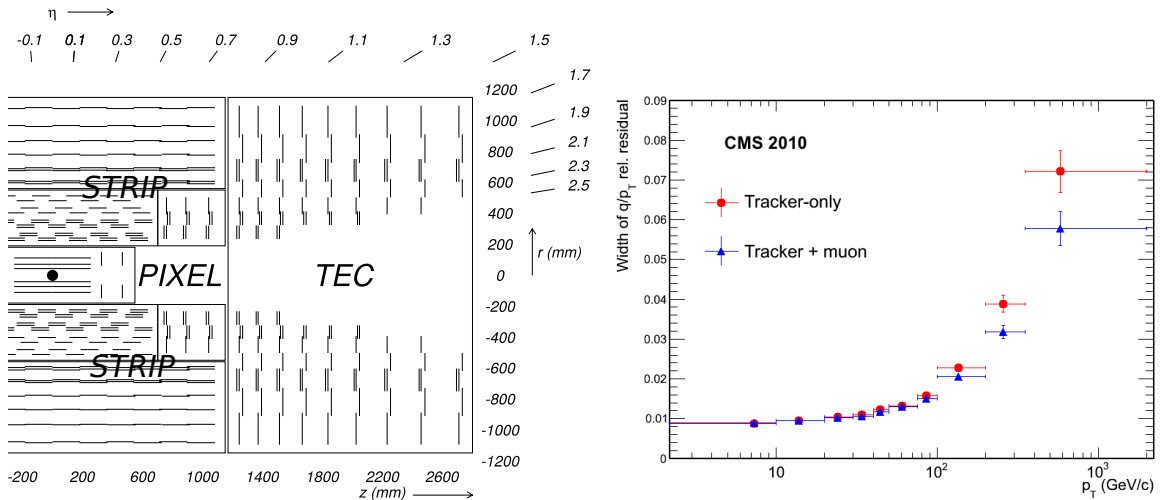 η
-0.1 0.1 0.3 0.5 0.7 0.9 1.1 1.3 1.5
1.7
1.9
2.1
2.3
2.5
1200
1000
800
600
400
200
0
-200
-400
-600
-800
-1000
-1200
r (mm)
STRIP
PIXEL
TEC
STRIP
-200 200 600 1000 1400 1800 2200 2600
z (mm)
Width of q/pT rel. residual
0.09
0.08
0.07
0.06
0.05
0.04
0.03
0.02
0.01
0
CMS 2010
Tracker-only
Tracker + muon
10 10² 10³
pT (GeV/c)